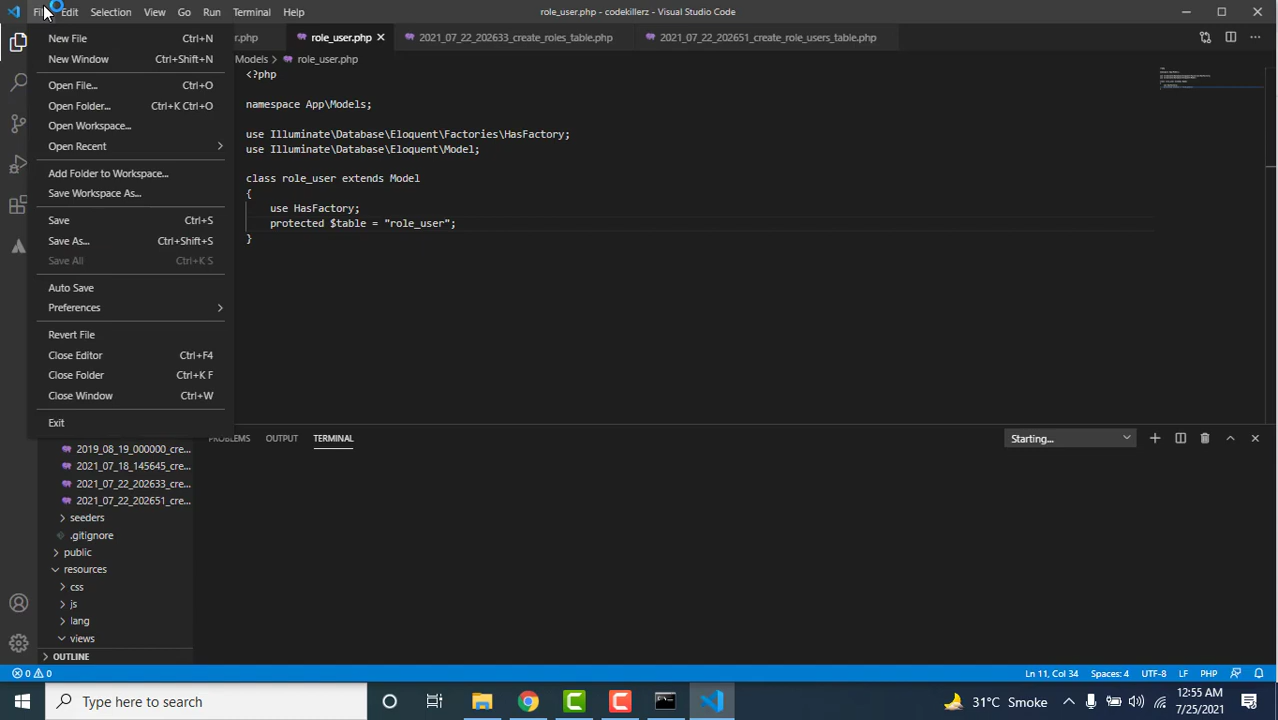 File Edit Selection View Go Run Terminal Help
role_user.php - codekillerz - Visual Studio Code
r.php role_user.php 2021_07_22_202633_create_roles_table.php 2021_07_22_202651_create_role_users_table.php
Models > role_user.php
New File Ctrl+N
New Window Ctrl+Shift+N
Open File... Ctrl+O
Open Folder... Ctrl+K Ctrl+O
Open Workspace...
Open Recent
Add Folder to Workspace...
Save Workspace As...
Save Ctrl+S
Save As... Ctrl+Shift+S
Save All Ctrl+K S
Auto Save
Preferences
Revert File
Close Editor Ctrl+F4
Close Folder Ctrl+K F
Close Window Ctrl+W
Exit
<?php
namespace App\Models;
use Illuminate\Database\Eloquent\Factories\HasFactory;
use Illuminate\Database\Eloquent\Model;
class role_user extends Model
{
use HasFactory;
protected $table = "role_user";
}
PROBLEMS OUTPUT TERMINAL
Starting...
2019_08_19_000000_cre...
2021_07_18_145645_cre...
2021_07_22_202633_cre...
2021_07_22_202651_cre...
seeders
.gitignore
public
resources
css
js
lang
views
OUTLINE
0 0
Ln 11, Col 34 Spaces: 4 UTF-8 LF PHP
Type here to search
31°C Smoke
12:55 AM
7/25/2021